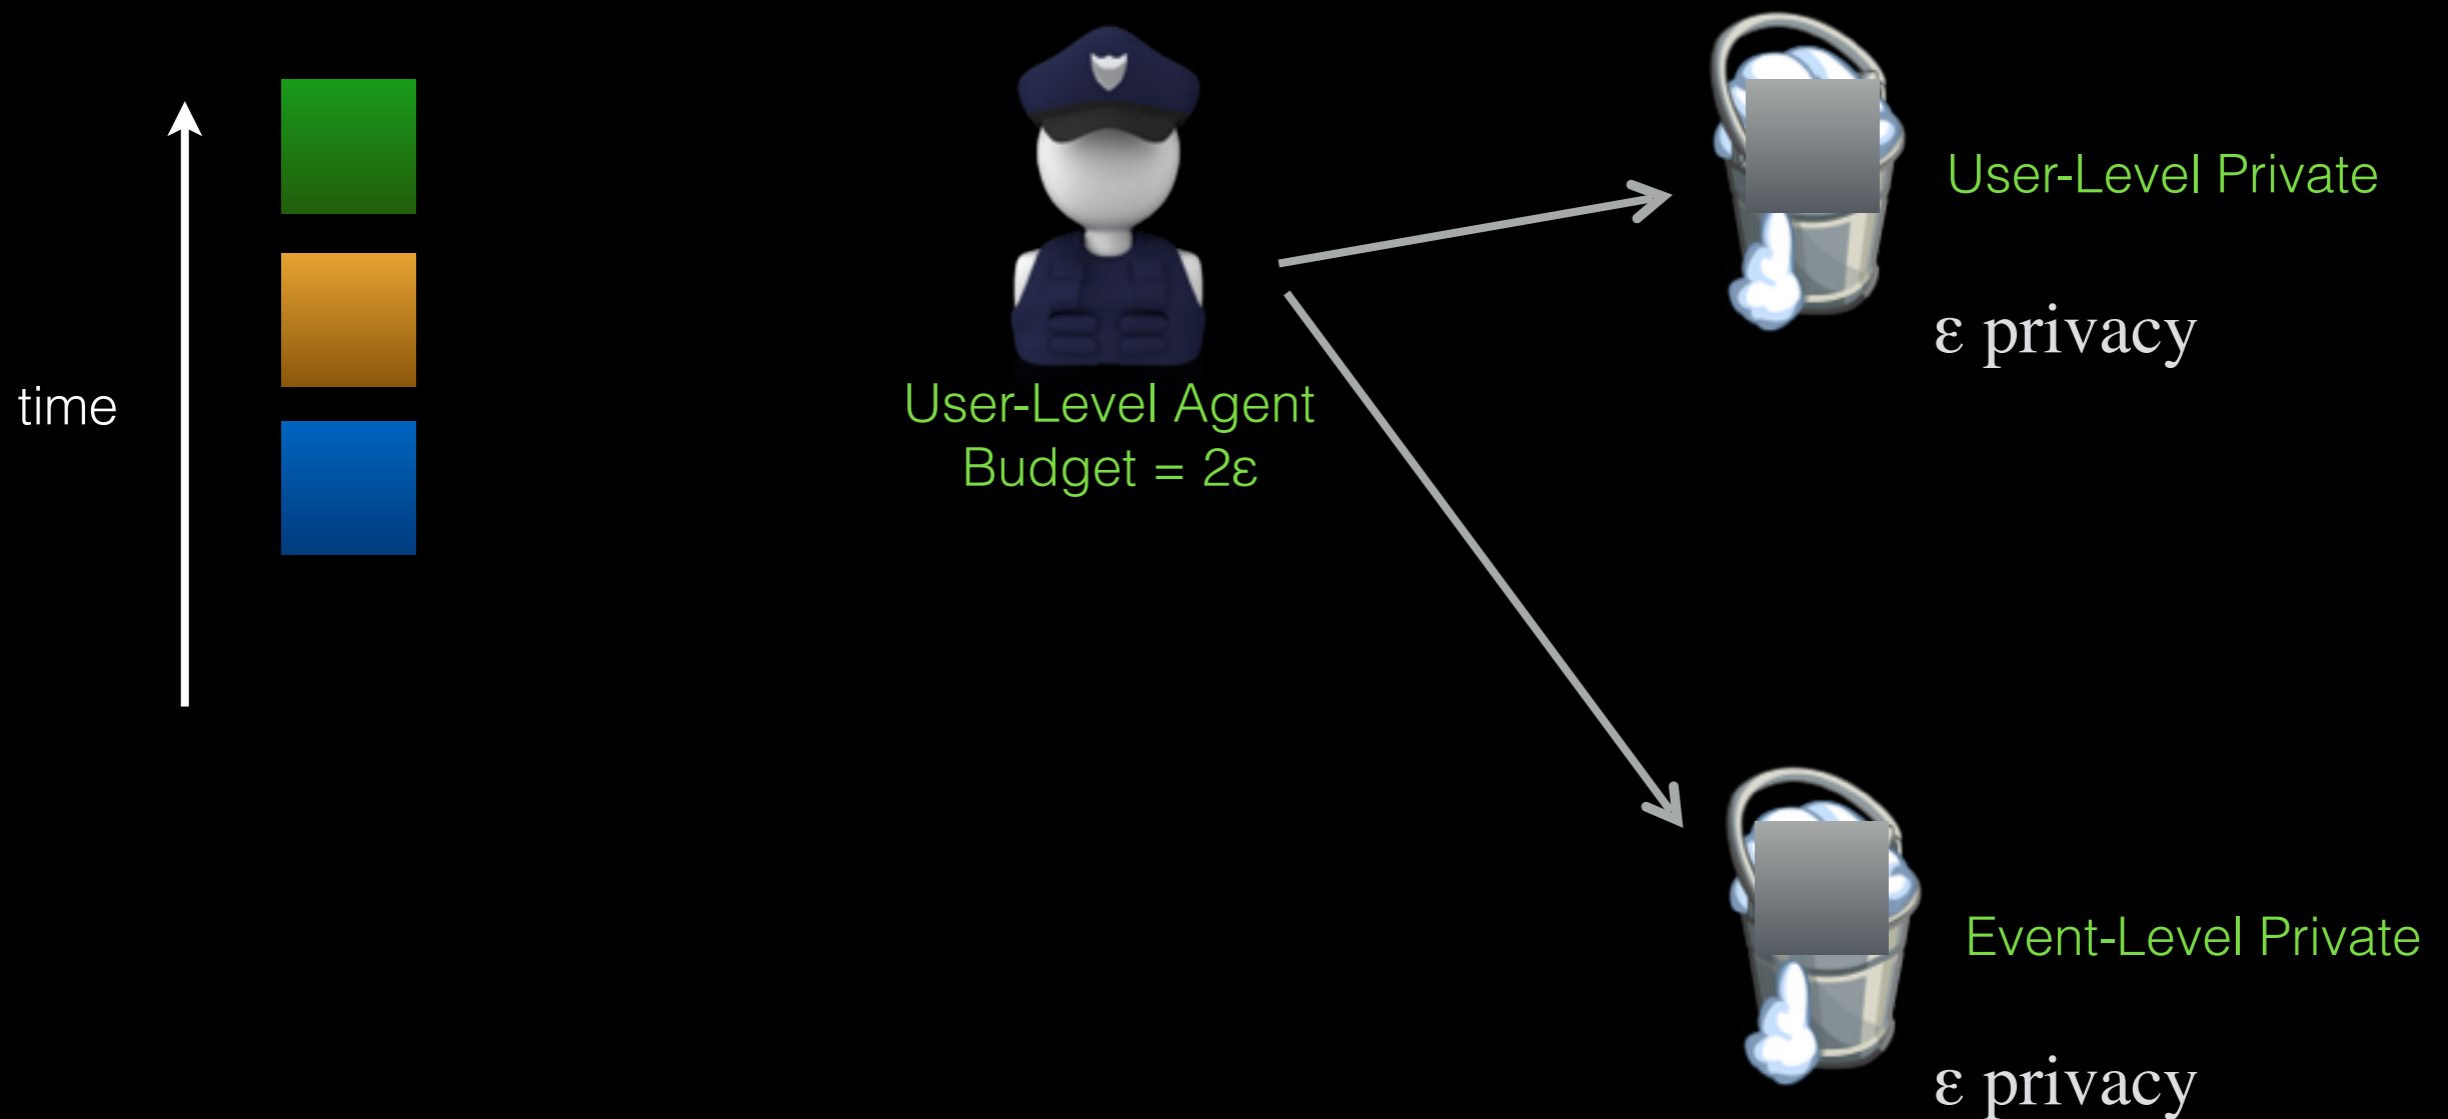 time
User-Level Agent
Budget = 2ε
User-Level Private
ε privacy
Event-Level Private
ε privacy